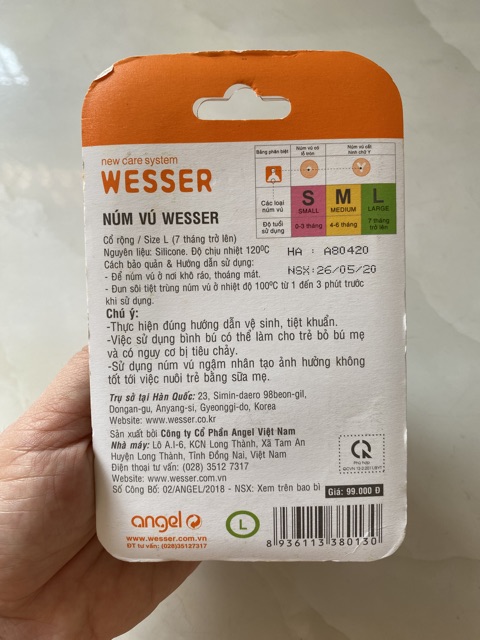 new care system
WESSER
Bảng phân biệt
Núm vú có lỗ tròn
Núm vú cắt hình chữ Y
Các loại núm vú
S SMALL
M MEDIUM
L LARGE
Độ tuổi sử dụng
0-3 tháng
4-6 tháng
7 tháng trở lên
NÚM VÚ WESSER
Cổ rộng / Size L (7 tháng trở lên)
Nguyên liệu: Silicone. Độ chịu nhiệt 120ºC
HA : A80420
NSX:26/05/20
Cách bảo quản & Hướng dẫn sử dụng:
- Để núm vú ở nơi khô ráo, thoáng mát.
- Đun sôi tiệt trùng núm vú ở nhiệt độ 100ºC từ 1 đến 3 phút trước
khi sử dụng.
Chú ý:
-Thực hiện đúng hướng dẫn vệ sinh, tiệt khuẩn.
-Việc sử dụng bình bú có thể làm cho trẻ bỏ bú mẹ
và có nguy cơ bị tiêu chảy.
-Sử dụng núm vú ngậm nhân tạo ảnh hưởng không
tốt tới việc nuôi trẻ bằng sữa mẹ.
Trụ sở tại Hàn Quốc: 23, Simin-daero 98beon-gil,
Dongan-gu, Anyang-si, Gyeonggi-do, Korea
Website: www.wesser.co.kr
Sản xuất bởi Công ty Cổ Phần Angel Việt Nam
Nhà máy: Lô A.I-6, KCN Long Thành, Xã Tam An
Huyện Long Thành, Tỉnh Đồng Nai, Việt Nam
Điện thoại tư vấn: (028) 3512 7317
Website: www.wesser.com.vn
Số Công Bố: 02/ANGEL/2018 - NSX: Xem trên bao bì
Phù hợp
Giá: 99.000 Đ
angel
www.wesser.com.vn
ĐT tư vấn: (028)35127317
L
8 936113 380130